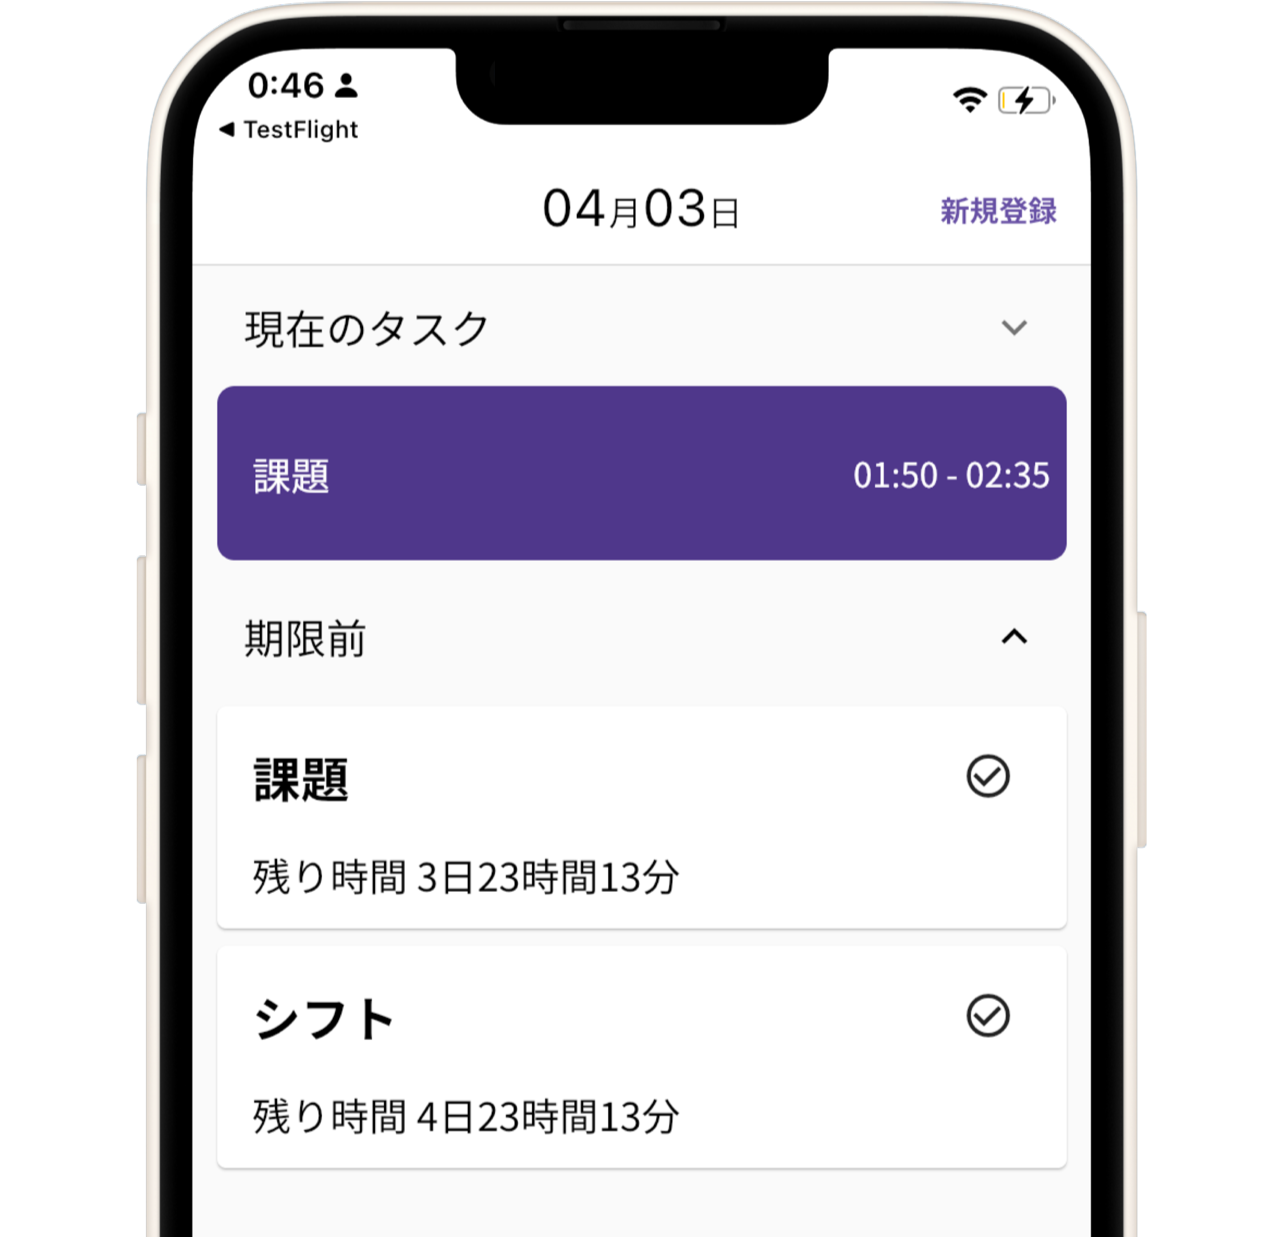 0:46
◀ TestFlight
04月03日
新規登録
現在のタスク
課題
01:50 - 02:35
期限前
課題
残り時間 3日23時間13分
シフト
残り時間 4日23時間13分